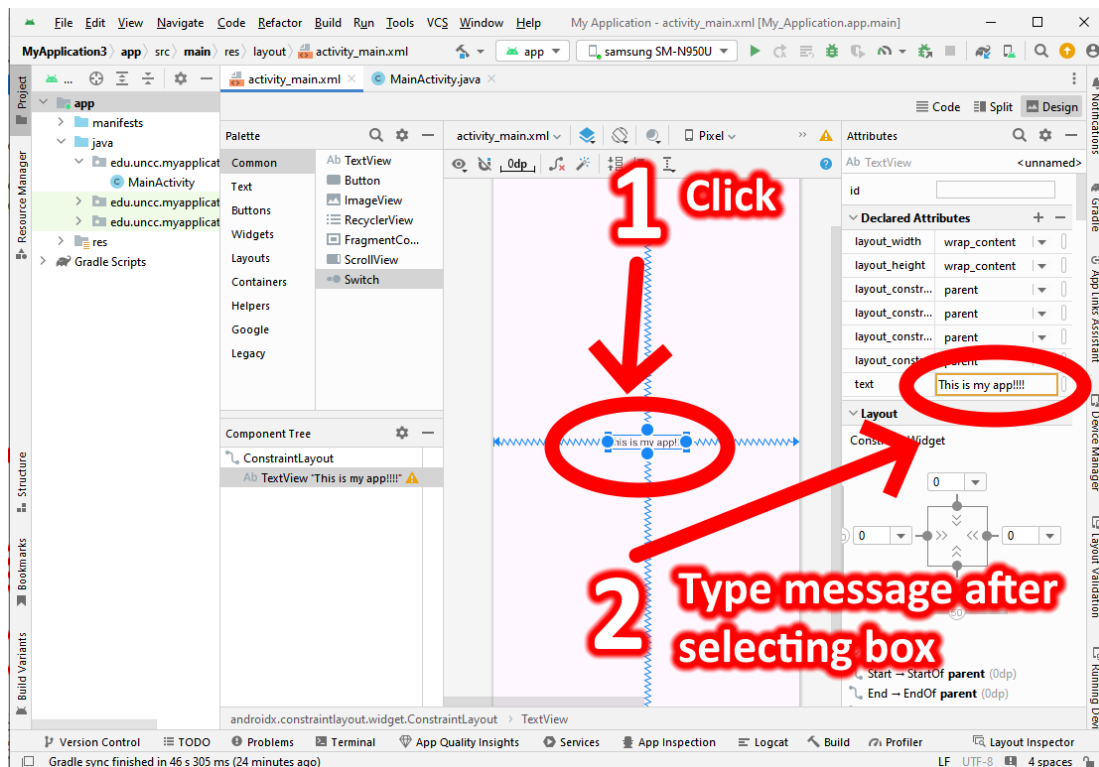 File Edit View Navigate Code Refactor Build Run Tools VCS Window Help My Application - activity_main.xml [My_Application.app.main]
MyApplication3 app src main res layout activity_main.xml app samsung SM-N950U
Project
Resource Manager
Structure
Bookmarks
Build Variants
activity_main.xml MainActivity.java
Code Split Design
app
manifests
java
edu.uncc.myapplicat
MainActivity
edu.uncc.myapplicat
edu.uncc.myapplicat
res
Gradle Scripts
Palette
Common
Text
Buttons
Widgets
Layouts
Containers
Helpers
Google
Legacy
Ab TextView
Button
ImageView
RecyclerView
FragmentCo...
ScrollView
Switch
Component Tree
ConstraintLayout
Ab TextView "This is my app!!!!"
activity_main.xml Pixel
0dp
1 Click
his is my app!!
2 Type message after
selecting box
Attributes
Ab TextView <unnamed>
id
Declared Attributes
layout_width wrap_content
layout_height wrap_content
layout_constr... parent
layout_constr... parent
layout_constr... parent
layout_constr... parent
text This is my app!!!!
Layout
0
0 0
50
Start → StartOf parent (0dp)
End → EndOf parent (0dp)
Notifications
Gradle
App Links Assistant
Device Manager
Layout Validation
Running Dev
androidx.constraintlayout.widget.ConstraintLayout TextView
Version Control TODO Problems Terminal App Quality Insights Services App Inspection Logcat Build Profiler Layout Inspector
Gradle sync finished in 46 s 305 ms (24 minutes ago) LF UTF-8 4 spaces